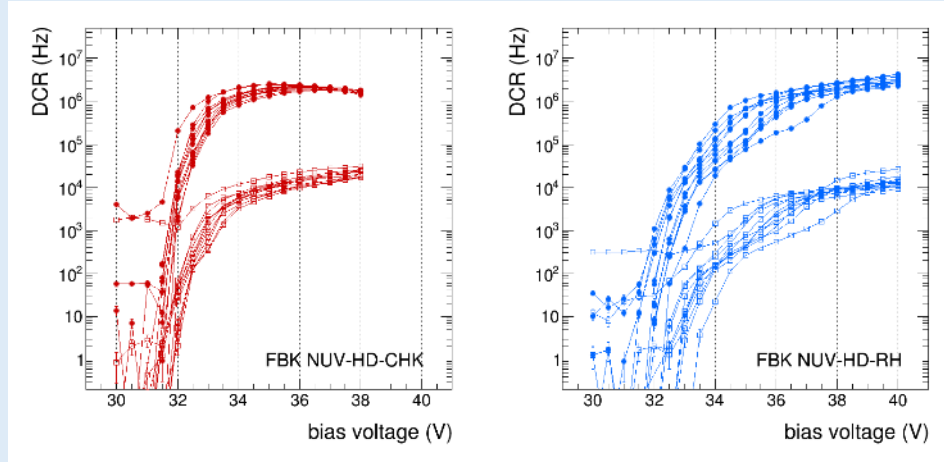 DCR (Hz)
10⁷
10⁶
10⁵
10⁴
10³
10²
10
1
FBK NUV-HD-CHK
30 32 34 36 38 40
bias voltage (V)
DCR (Hz)
10⁷
10⁶
10⁵
10⁴
10³
10²
10
1
FBK NUV-HD-RH
30 32 34 36 38 40
bias voltage (V)